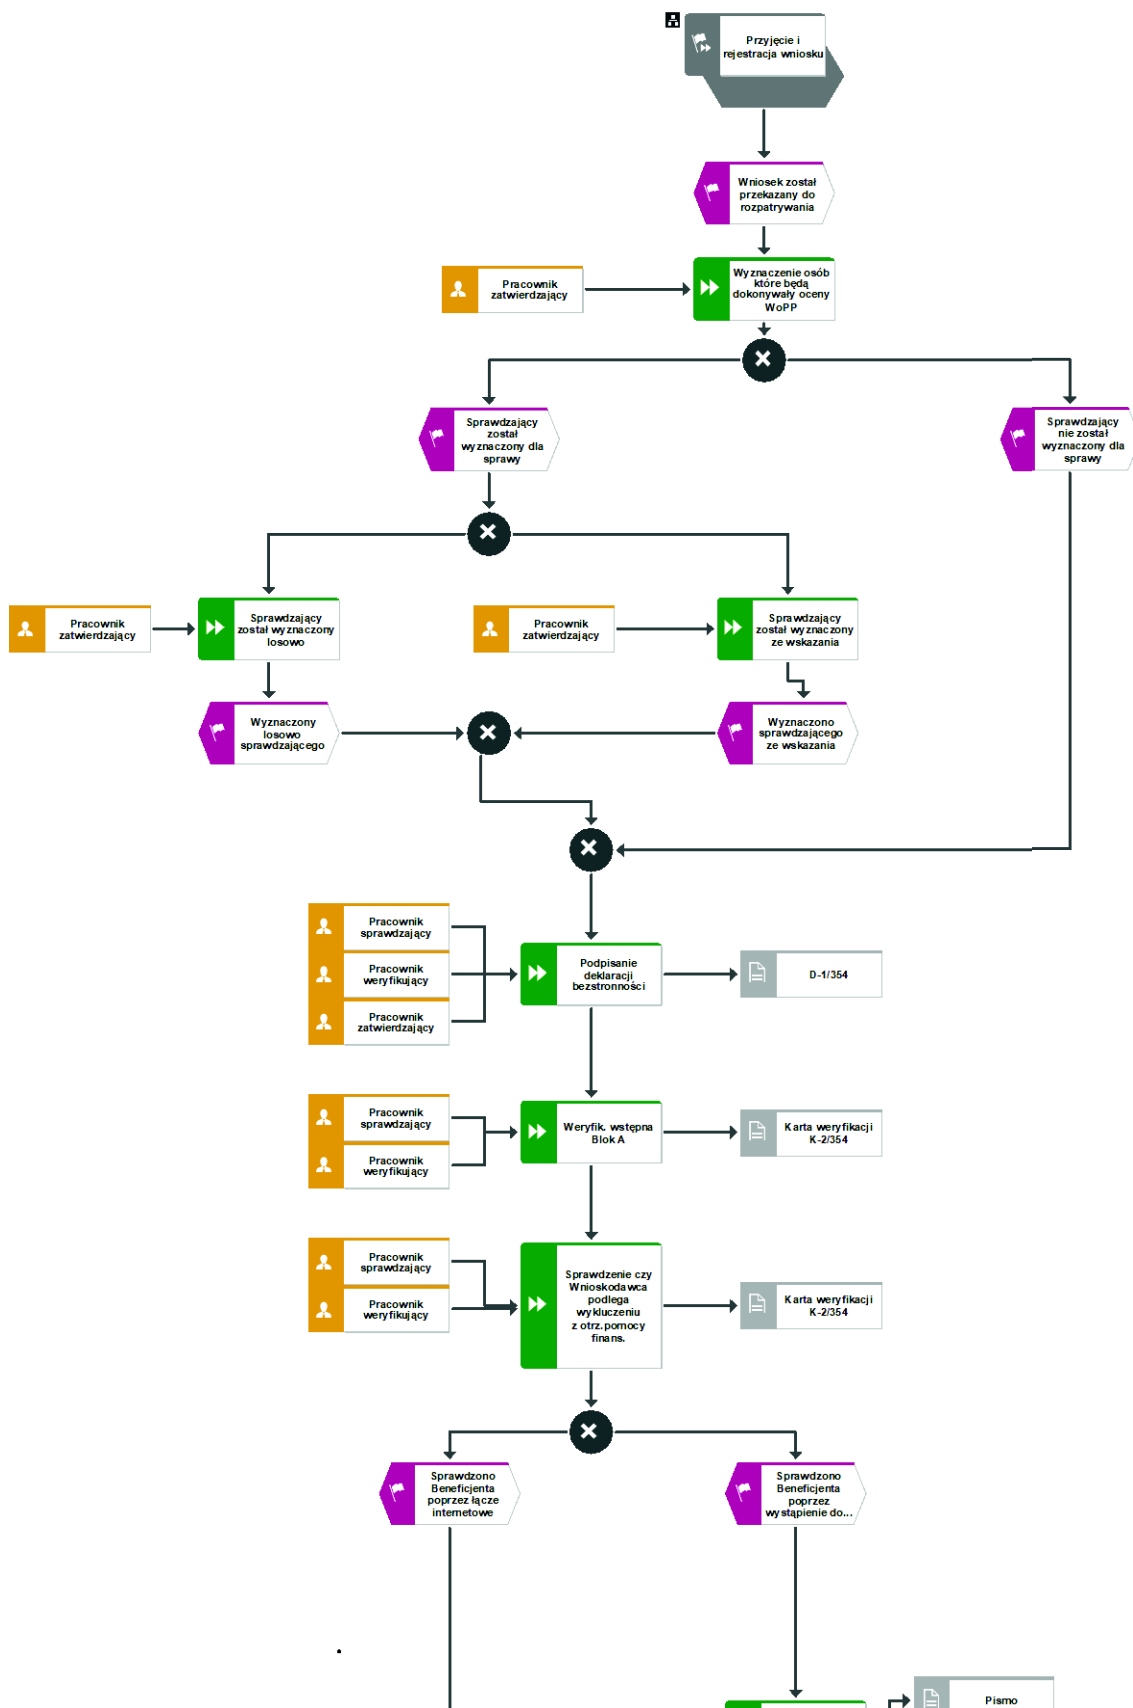 Przyjęcie i
rejestracja wniosku
Wniosek został
przekazany do
rozpatrywania
Pracownik
zatwierdzający
Wyznaczenie osób
które będą
dokonywały oceny
WoPP
Sprawdzający
został
wyznaczony dla
sprawy
Sprawdzający
nie został
wyznaczony dla
sprawy
Pracownik
zatwierdzający
Sprawdzający
został wyznaczony
losowo
Pracownik
zatwierdzający
Sprawdzający
został wyznaczony
ze wskazania
Wyznaczony
losowo
sprawdzającego
Wyznaczono
sprawdzającego
ze wskazania
Pracownik
sprawdzający
Pracownik
weryfikujący
Pracownik
zatwierdzający
Podpisanie
deklaracji
bezstronności
D-1/354
Pracownik
sprawdzający
Pracownik
weryfikujący
Weryfik. wstępna
Blok A
Karta weryfikacji
K-2/354
Pracownik
sprawdzający
Pracownik
weryfikujący
Sprawdzenie czy
Wnioskodawca
podlega
wykluczeniu
z otrz.pomocy
finans.
Karta weryfikacji
K-2/354
Sprawdzono
Beneficjenta
poprzez łącze
internetowe
Sprawdzono
Beneficjenta
poprzez
wystąpienie do...
Pismo